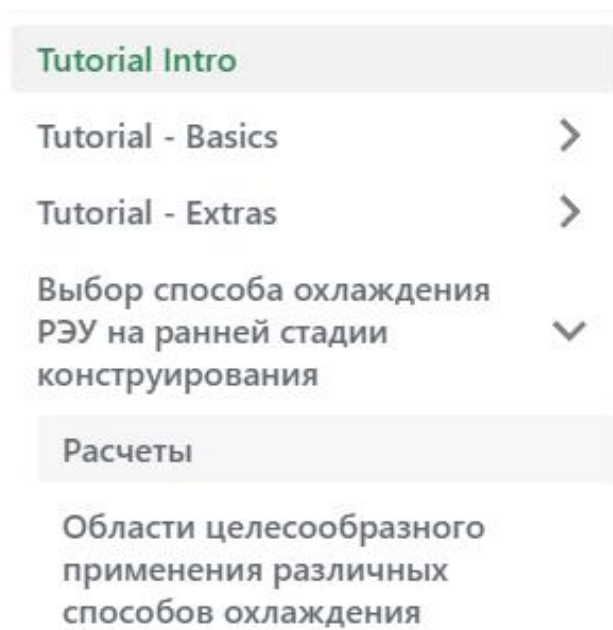 Tutorial Intro
Tutorial - Basics
Tutorial - Extras
Выбор способа охлаждения
РЭУ на ранней стадии
конструирования
Расчеты
Области целесообразного
применения различных
способов охлаждения